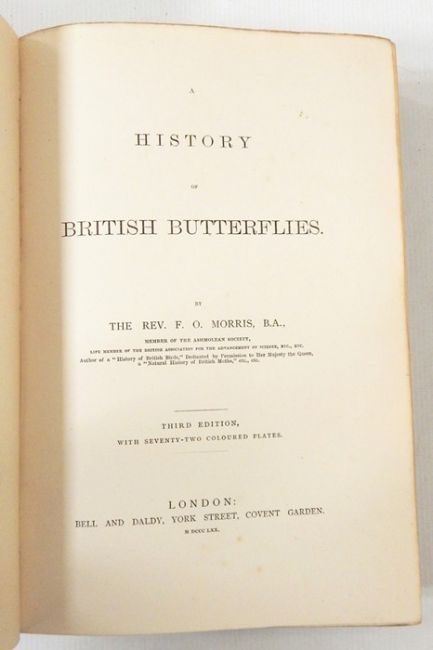 A
HISTORY
OF
BRITISH BUTTERFLIES.
BY
THE REV. F. O. MORRIS, B.A.,
MEMBER OF THE ASHMOLEAN SOCIETY,
LIFE MEMBER OF THE BRITISH ASSOCIATION FOR THE ADVANCEMENT OF SCIENCE, ETC., ETC.
Author of a "History of British Birds," Dedicated by Permission to Her Majesty the Queen,
a "Natural History of British Moths," etc., etc.
THIRD EDITION,
WITH SEVENTY-TWO COLOURED PLATES.
LONDON:
BELL AND DALDY, YORK STREET, COVENT GARDEN.
M DCCC LXX.